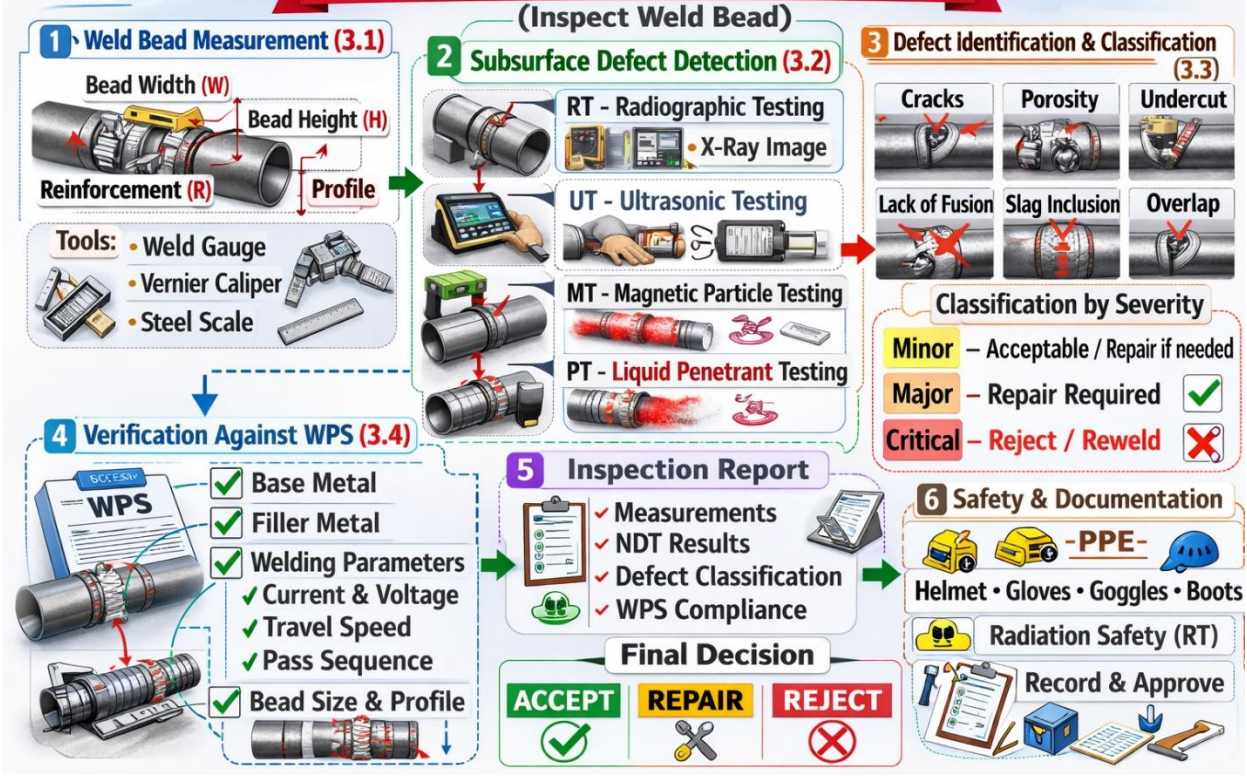 (Inspect Weld Bead)
1 Weld Bead Measurement (3.1)
Bead Width (W)
Bead Height (H)
Reinforcement (R)
Profile
Tools:
• Weld Gauge
• Vernier Caliper
• Steel Scale
2 Subsurface Defect Detection (3.2)
RT - Radiographic Testing
• X-Ray Image
UT - Ultrasonic Testing
MT - Magnetic Particle Testing
PT - Liquid Penetrant Testing
3 Defect Identification & Classification
(3.3)
Cracks
Porosity
Undercut
Lack of Fusion
Slag Inclusion
Overlap
Classification by Severity
Minor – Acceptable / Repair if needed
Major – Repair Required
Critical – Reject / Reweld
4 Verification Against WPS (3.4)
WPS
Base Metal
Filler Metal
Welding Parameters
Current & Voltage
Travel Speed
Pass Sequence
Bead Size & Profile
5 Inspection Report
Measurements
NDT Results
Defect Classification
WPS Compliance
Final Decision
ACCEPT
REPAIR
REJECT
6 Safety & Documentation
-PPE-
Helmet • Gloves • Goggles • Boots
Radiation Safety (RT)
Record & Approve